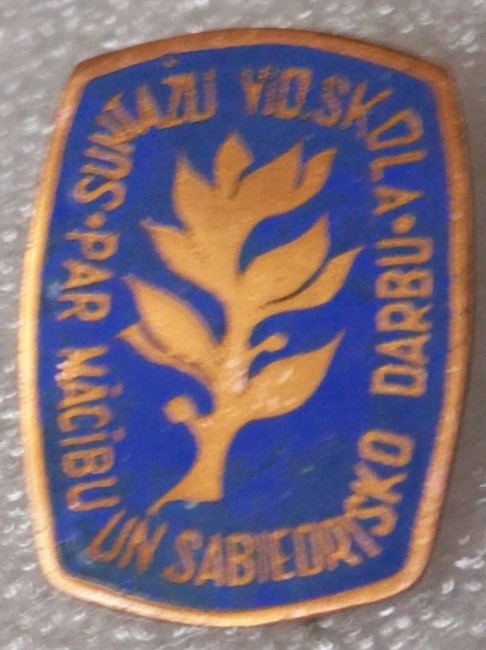 SUNTAŽU VID.SKOLA
PAR MĀCĪBU UN SABIEDRISKO DARBU